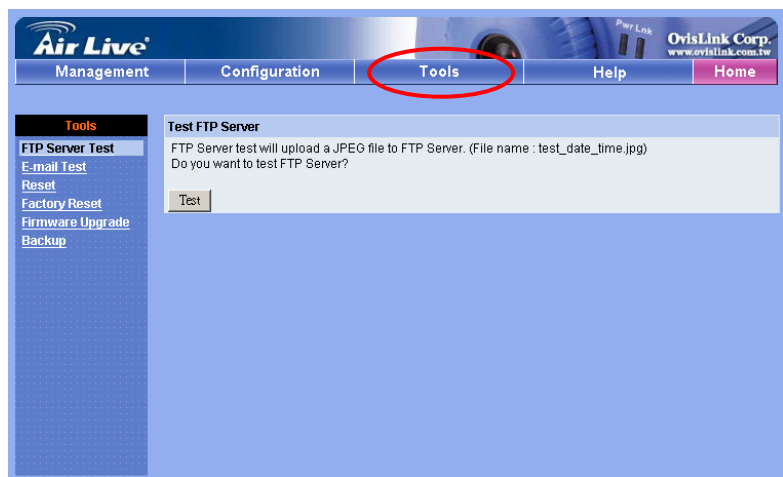 Air Live
Pwr Lnk
OvisLink Corp.
www.ovislink.com.tw
Management
Configuration
Tools
Help
Home
Tools
FTP Server Test
E-mail Test
Reset
Factory Reset
Firmware Upgrade
Backup
Test FTP Server
FTP Server test will upload a JPEG file to FTP Server. (File name : test_date_time.jpg)
Do you want to test FTP Server?
Test